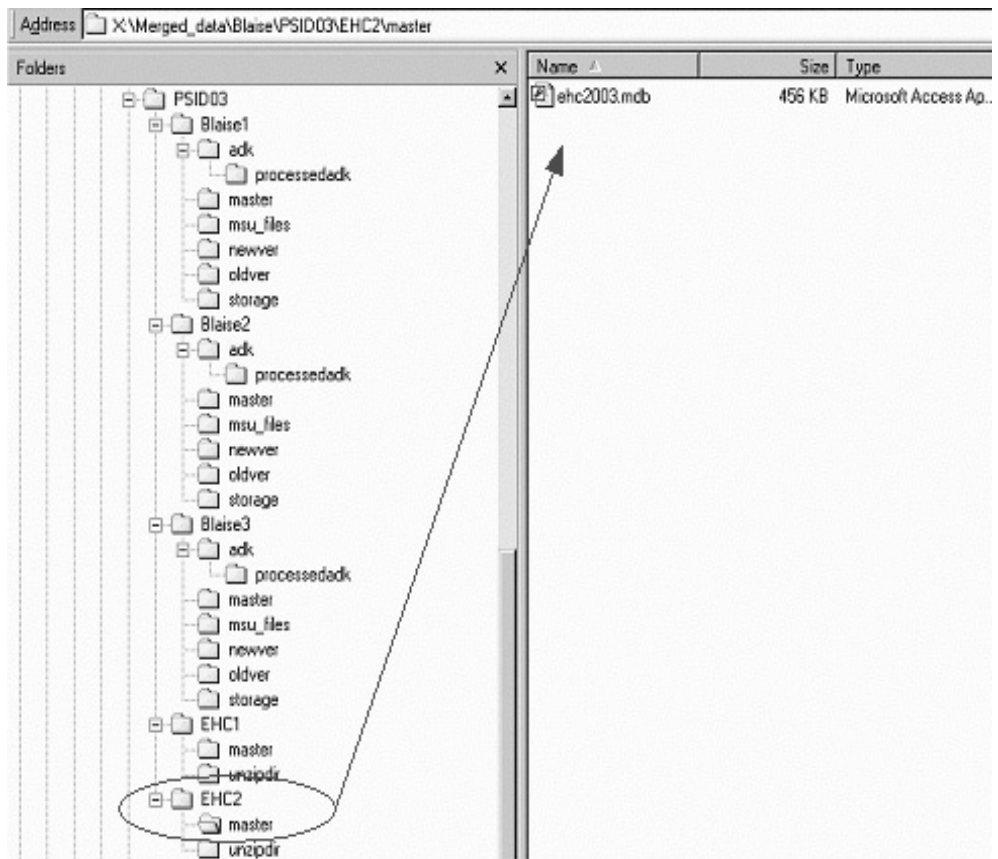 Address X:\Merged_data\Blaise\PSID03\EHC2\master
Folders
PSID03
Blaise1
adk
processedadk
master
msu_files
newver
oldver
storage
Blaise2
adk
processedadk
master
msu_files
newver
oldver
storage
Blaise3
adk
processedadk
master
msu_files
newver
oldver
storage
EHC1
master
unzipdir
EHC2
master
unzipdir
Name Size Type
ehc2003.mdb 456 KB Microsoft Access Ap...